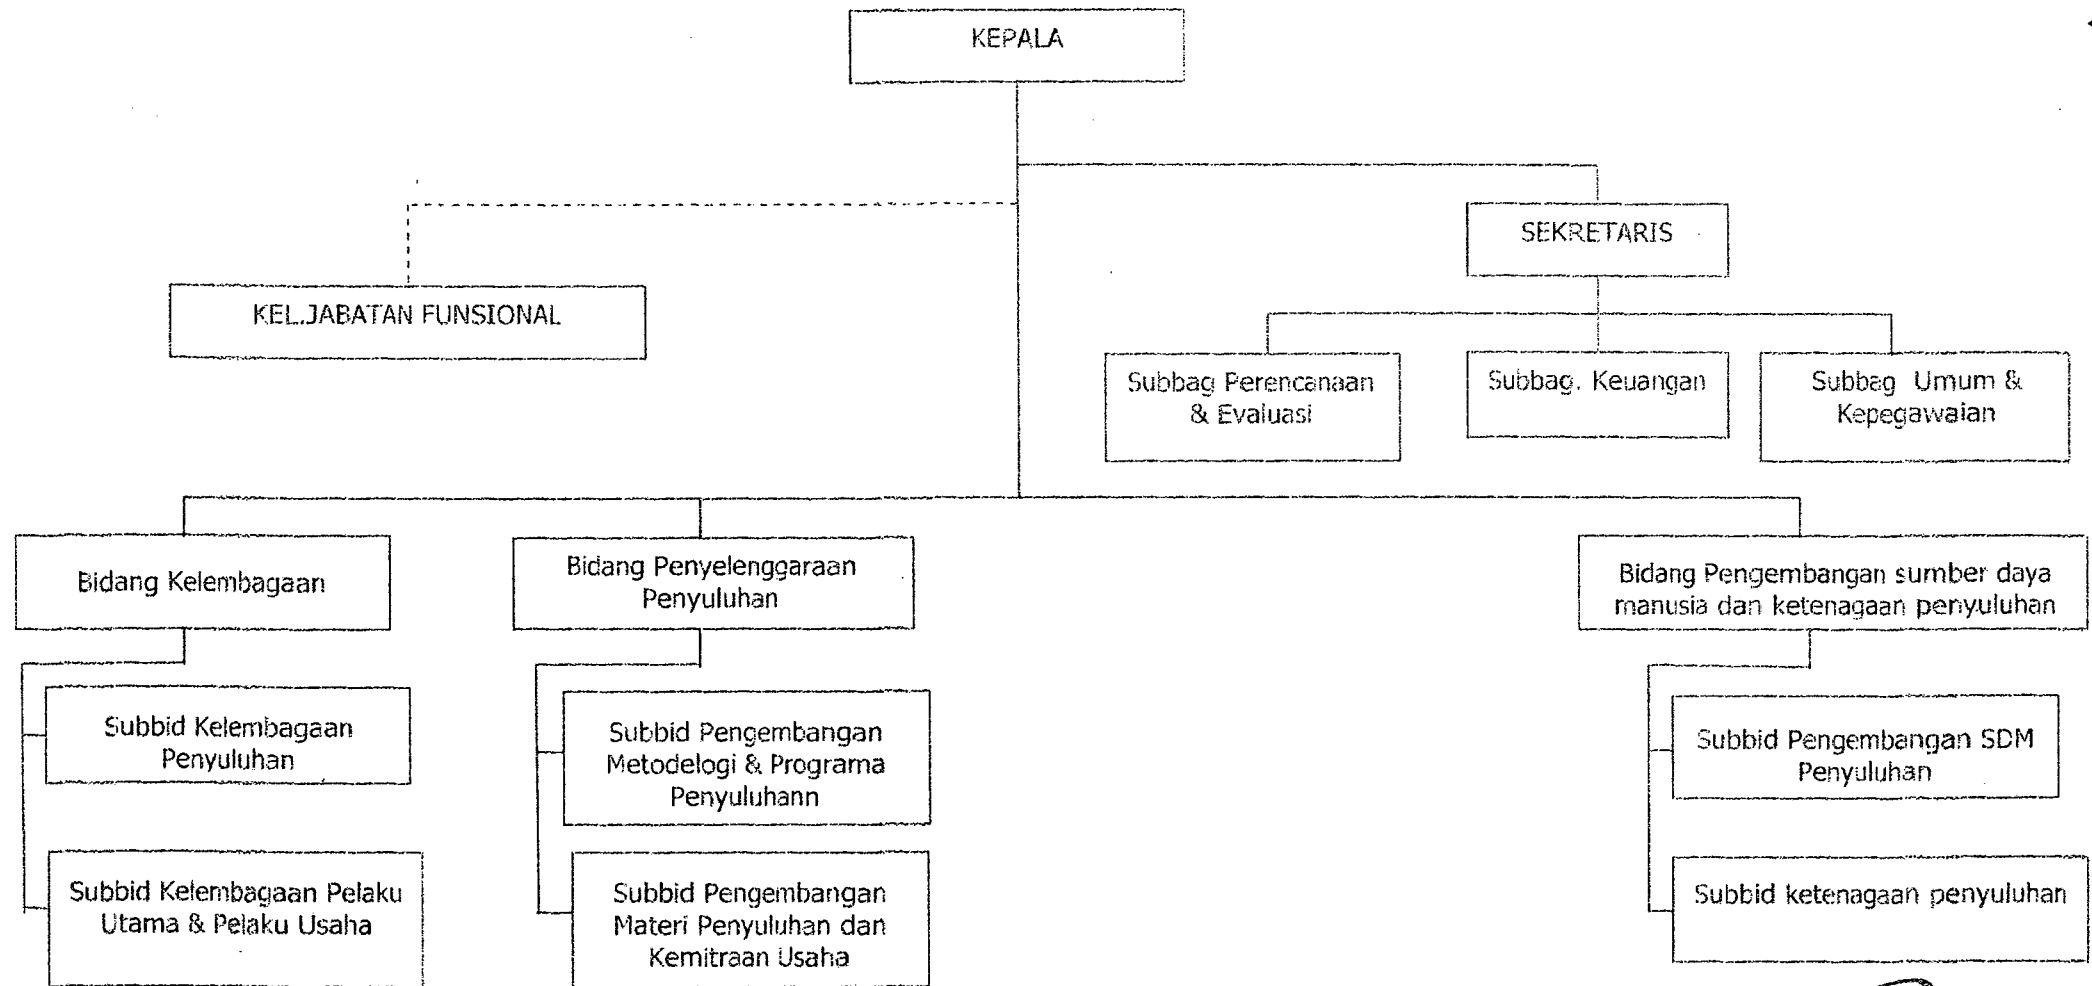 KEPALA
SEKRETARIS
KEL.JABATAN FUNSIONAL
Subbag Perencanaan
& Evaluasi
Subbag. Keuangan
Subbag Umum &
Kepegawaian
Bidang Kelembagaan
Bidang Penyelenggaraan
Penyuluhan
Bidang Pengembangan sumber daya
manusia dan ketenagaan penyuluhan
Subbid Kelembagaan
Penyuluhan
Subbid Pengembangan
Metodelogi & Programa
Penyuluhann
Subbid Pengembangan SDM
Penyuluhan
Subbid Kelembagaan Pelaku
Utama & Pelaku Usaha
Subbid Pengembangan
Materi Penyuluhan dan
Kemitraan Usaha
Subbid ketenagaan penyuluhan